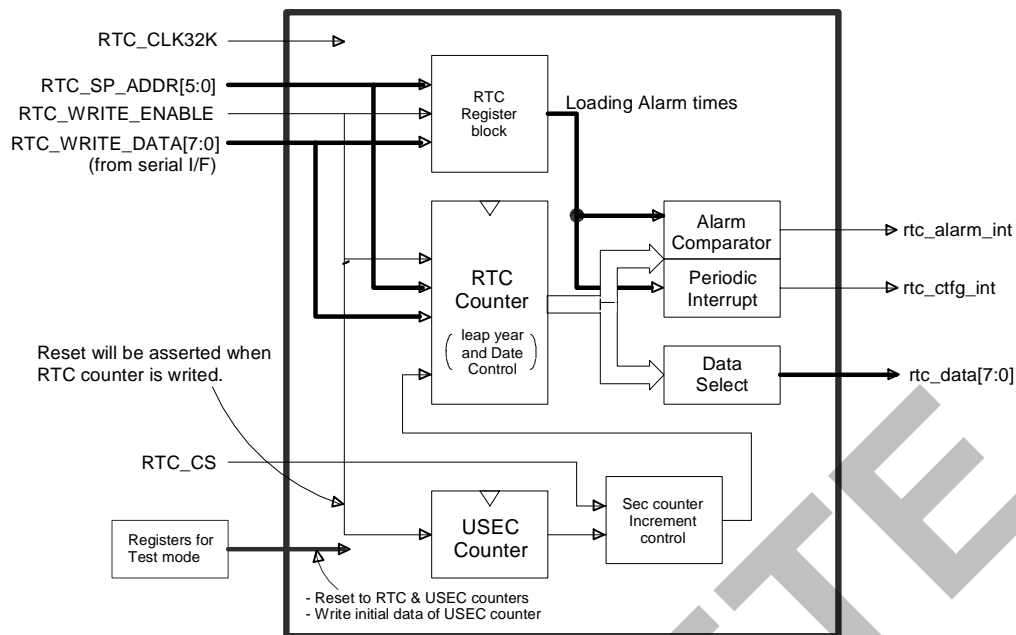 RTC_CLK32K
RTC_SP_ADDR[5:0]
RTC_WRITE_ENABLE
RTC_WRITE_DATA[7:0]
(from serial I/F)
RTC
Register
block
Loading Alarm times
Alarm
Comparator
rtc_alarm_int
Periodic
Interrupt
rtc_ctfg_int
RTC
Counter
leap year
and Date
Control
Data
Select
rtc_data[7:0]
Reset will be asserted when
RTC counter is writed.
RTC_CS
USEC
Counter
Sec counter
Increment
control
Registers for
Test mode
- Reset to RTC & USEC counters
- Write initial data of USEC counter